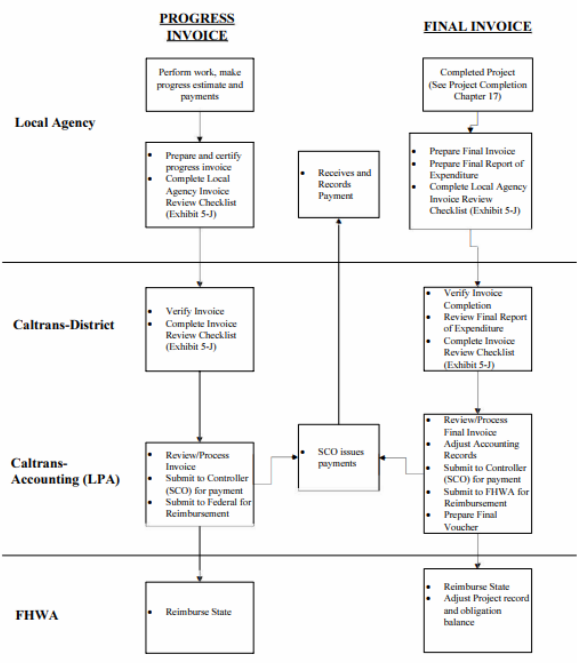 PROGRESS
INVOICE
FINAL INVOICE
Local Agency
Perform work, make
progress estimate and
payments
Completed Project
(See Project Completion
Chapter 17)
• Prepare and certify
progress invoice
• Complete Local
Agency Invoice
Review Checklist
(Exhibit 5-J)
• Receives and
Records
Payment
• Prepare Final Invoice
• Prepare Final Report of
Expenditure
• Complete Local Agency
Invoice Review
Checklist (Exhibit 5-J)
Caltrans-District
• Verify Invoice
• Complete Invoice
Review Checklist
(Exhibit 5-J)
• Verify Invoice
Completion
• Review Final Report
of Expenditure
• Complete Invoice
Review Checklist
(Exhibit 5-J)
Caltrans-
Accounting (LPA)
• Review/Process
Invoice
• Submit to Controller
(SCO) for payment
• Submit to Federal for
Reimbursement
• SCO issues
payments
• Review/Process
Final Invoice
• Adjust Accounting
Records
• Submit to Controller
(SCO) for payment
• Submit to FHWA for
Reimbursement
• Prepare Final
Voucher
FHWA
• Reimburse State
• Reimburse State
• Adjust Project record
and obligation
balance